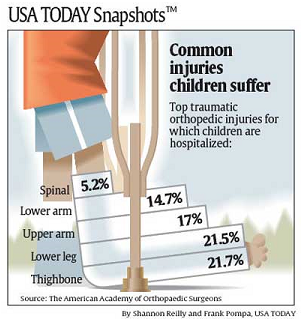 USA TODAY Snapshots™
Common
injuries
children suffer
Top traumatic
orthopedic injuries for
which children are
hospitalized:
Spinal 5.2%
Lower arm 14.7%
Upper arm 17%
Lower leg 21.5%
Thighbone 21.7%
Source: The American Academy of Orthopaedic Surgeons
By Shannon Reilly and Frank Pompa, USA TODAY